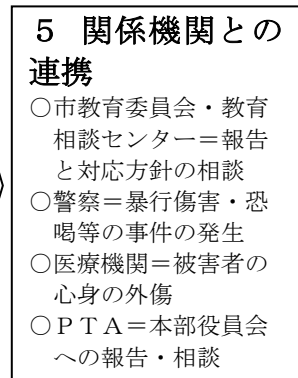 ５　関係機関との
連携
○市教育委員会・教育
相談センター＝報告
と対応方針の相談
○警察＝暴行傷害・恐
喝等の事件の発生
○医療機関＝被害者の
心身の外傷
○ＰＴＡ＝本部役員会
への報告・相談